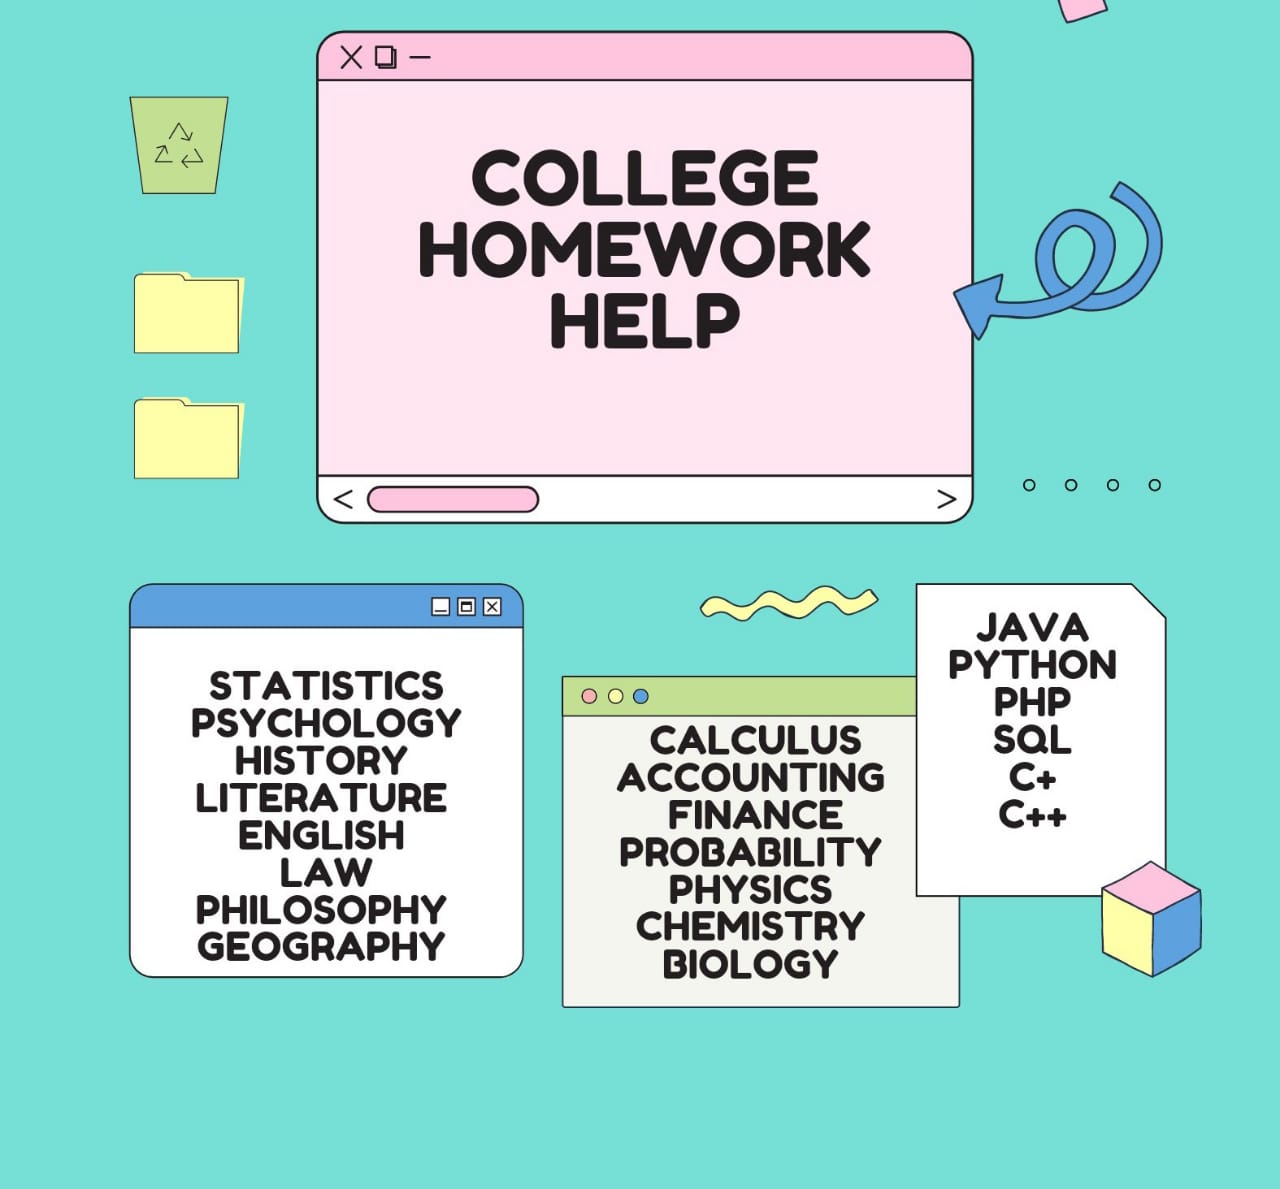 COLLEGE
HOMEWORK
HELP
STATISTICS
PSYCHOLOGY
HISTORY
LITERATURE
ENGLISH
LAW
PHILOSOPHY
GEOGRAPHY
CALCULUS
ACCOUNTING
FINANCE
PROBABILITY
PHYSICS
CHEMISTRY
BIOLOGY
JAVA
PYTHON
PHP
SQL
C+
C++